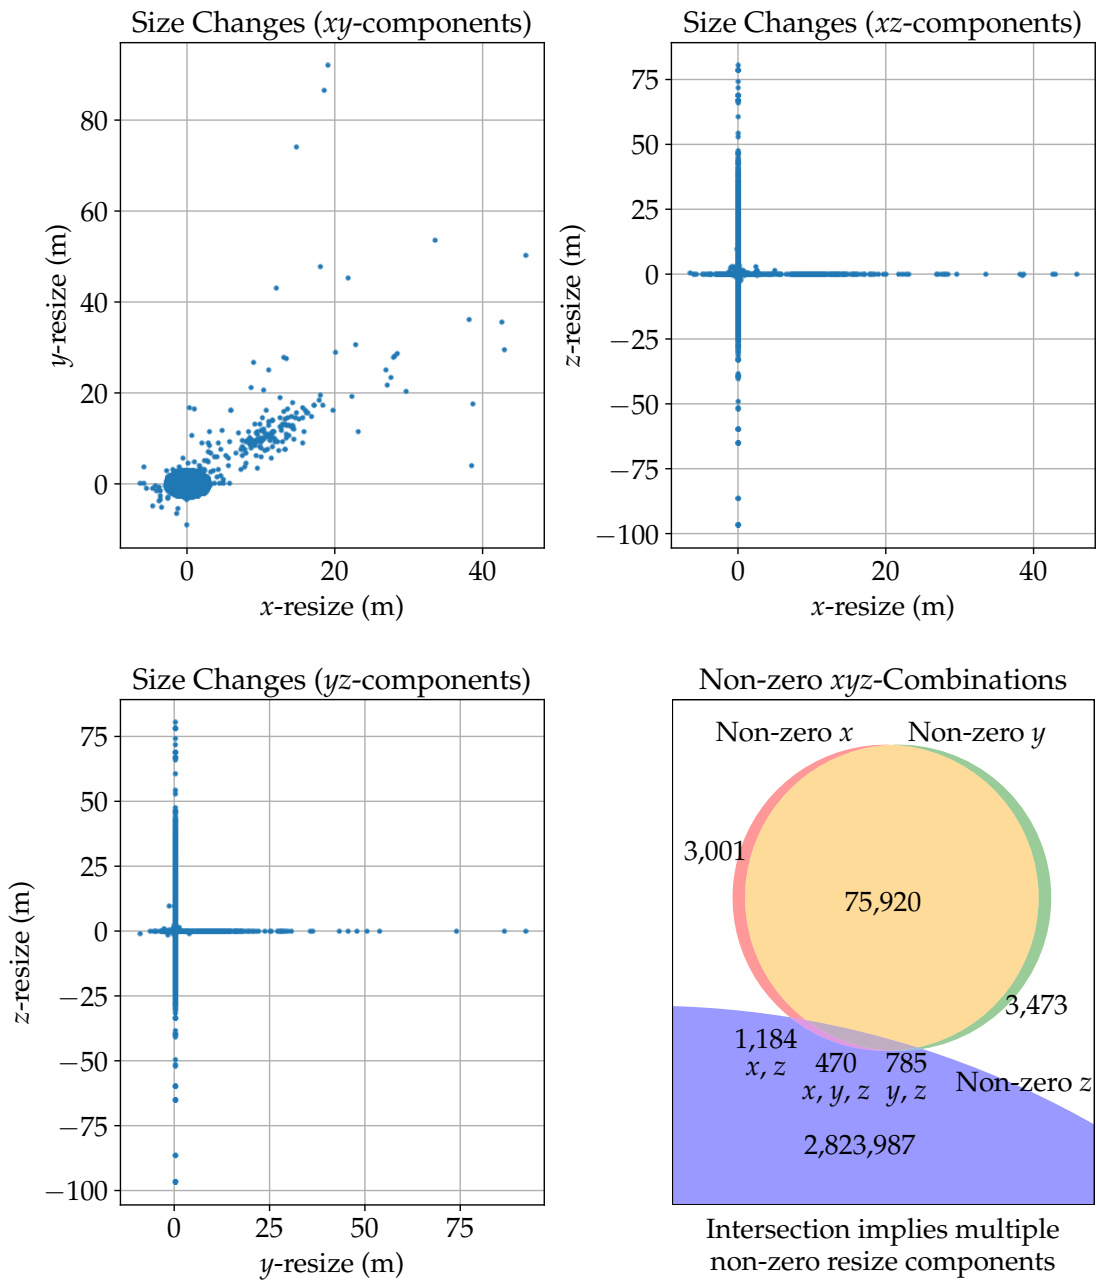 Size Changes (xy-components)
80
60
40
20
0
y-resize (m)
0 20 40
x-resize (m)
Size Changes (xz-components)
75
50
25
0
−25
−50
−75
−100
z-resize (m)
0 20 40
x-resize (m)
Size Changes (yz-components)
75
50
25
0
−25
−50
−75
−100
z-resize (m)
0 25 50 75
y-resize (m)
Non-zero xyz-Combinations
Non-zero x Non-zero y
3,001
75,920
3,473
1,184
x, z
470
x, y, z
785
y, z
Non-zero z
2,823,987
Intersection implies multiple
non-zero resize components